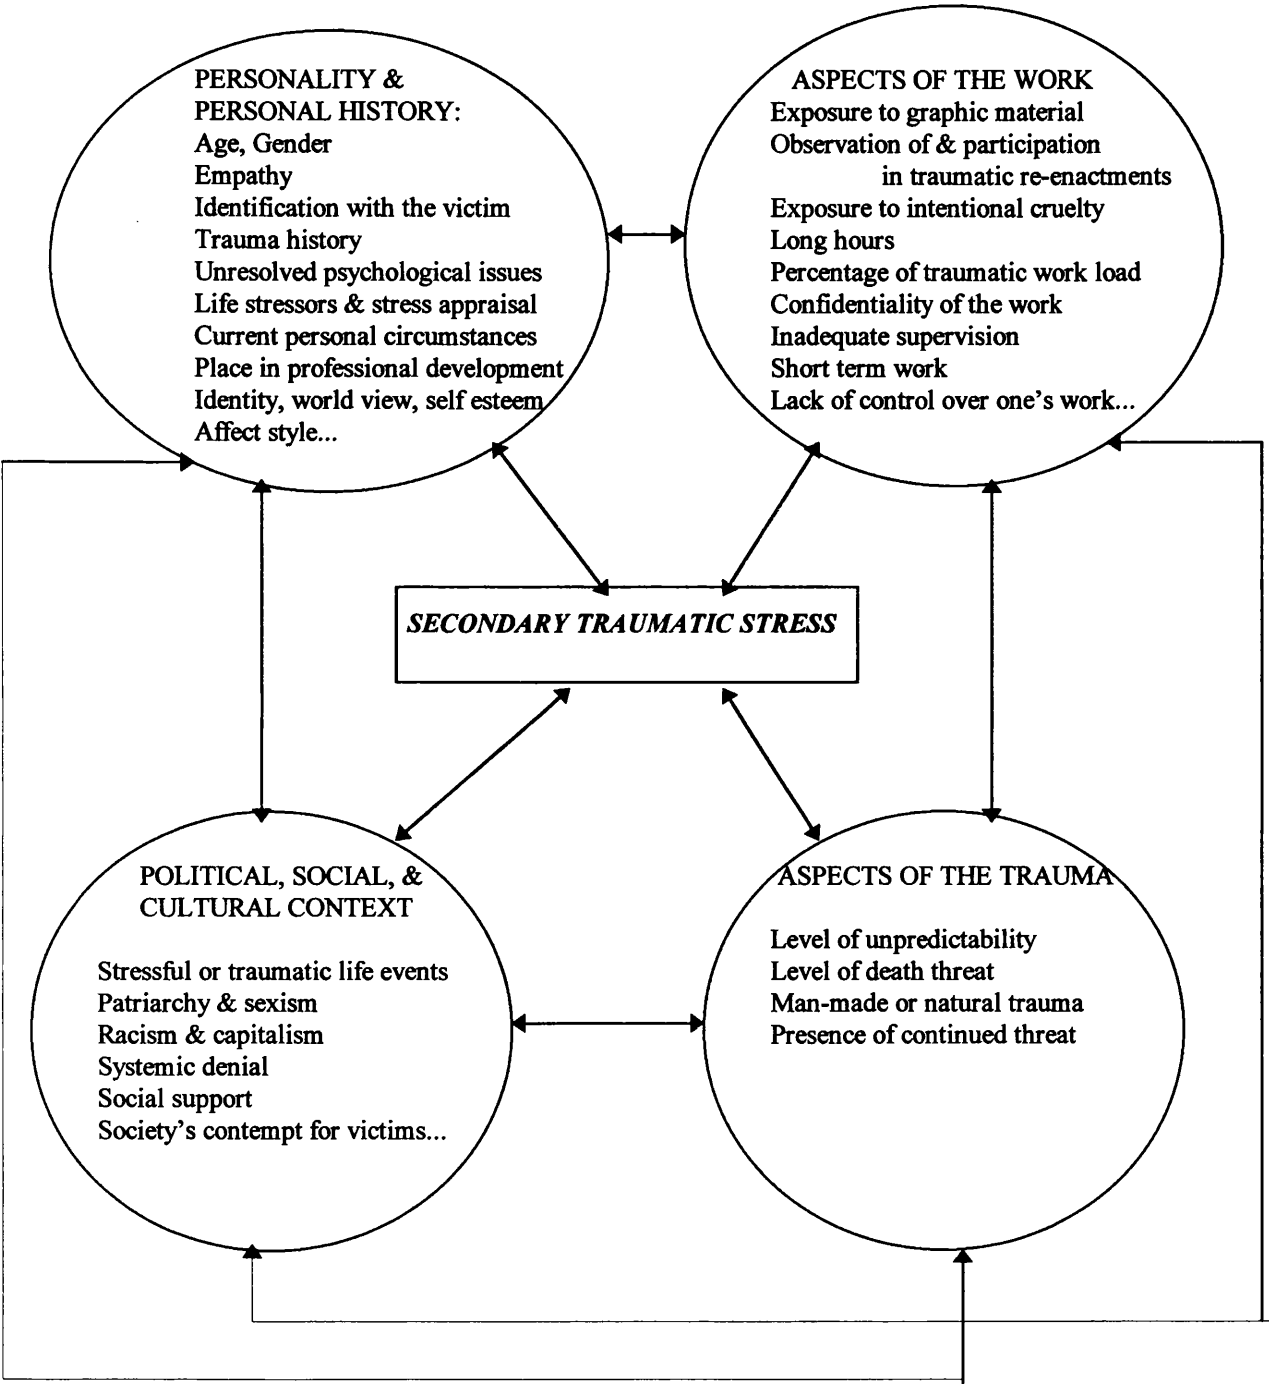 PERSONALITY &
PERSONAL HISTORY:
Age, Gender
Empathy
Identification with the victim
Trauma history
Unresolved psychological issues
Life stressors & stress appraisal
Current personal circumstances
Place in professional development
Identity, world view, self esteem
Affect style...
ASPECTS OF THE WORK
Exposure to graphic material
Observation of & participation
in traumatic re-enactments
Exposure to intentional cruelty
Long hours
Percentage of traumatic work load
Confidentiality of the work
Inadequate supervision
Short term work
Lack of control over one's work...
SECONDARY TRAUMATIC STRESS
POLITICAL, SOCIAL, &
CULTURAL CONTEXT
Stressful or traumatic life events
Patriarchy & sexism
Racism & capitalism
Systemic denial
Social support
Society's contempt for victims...
ASPECTS OF THE TRAUMA
Level of unpredictability
Level of death threat
Man-made or natural trauma
Presence of continued threat